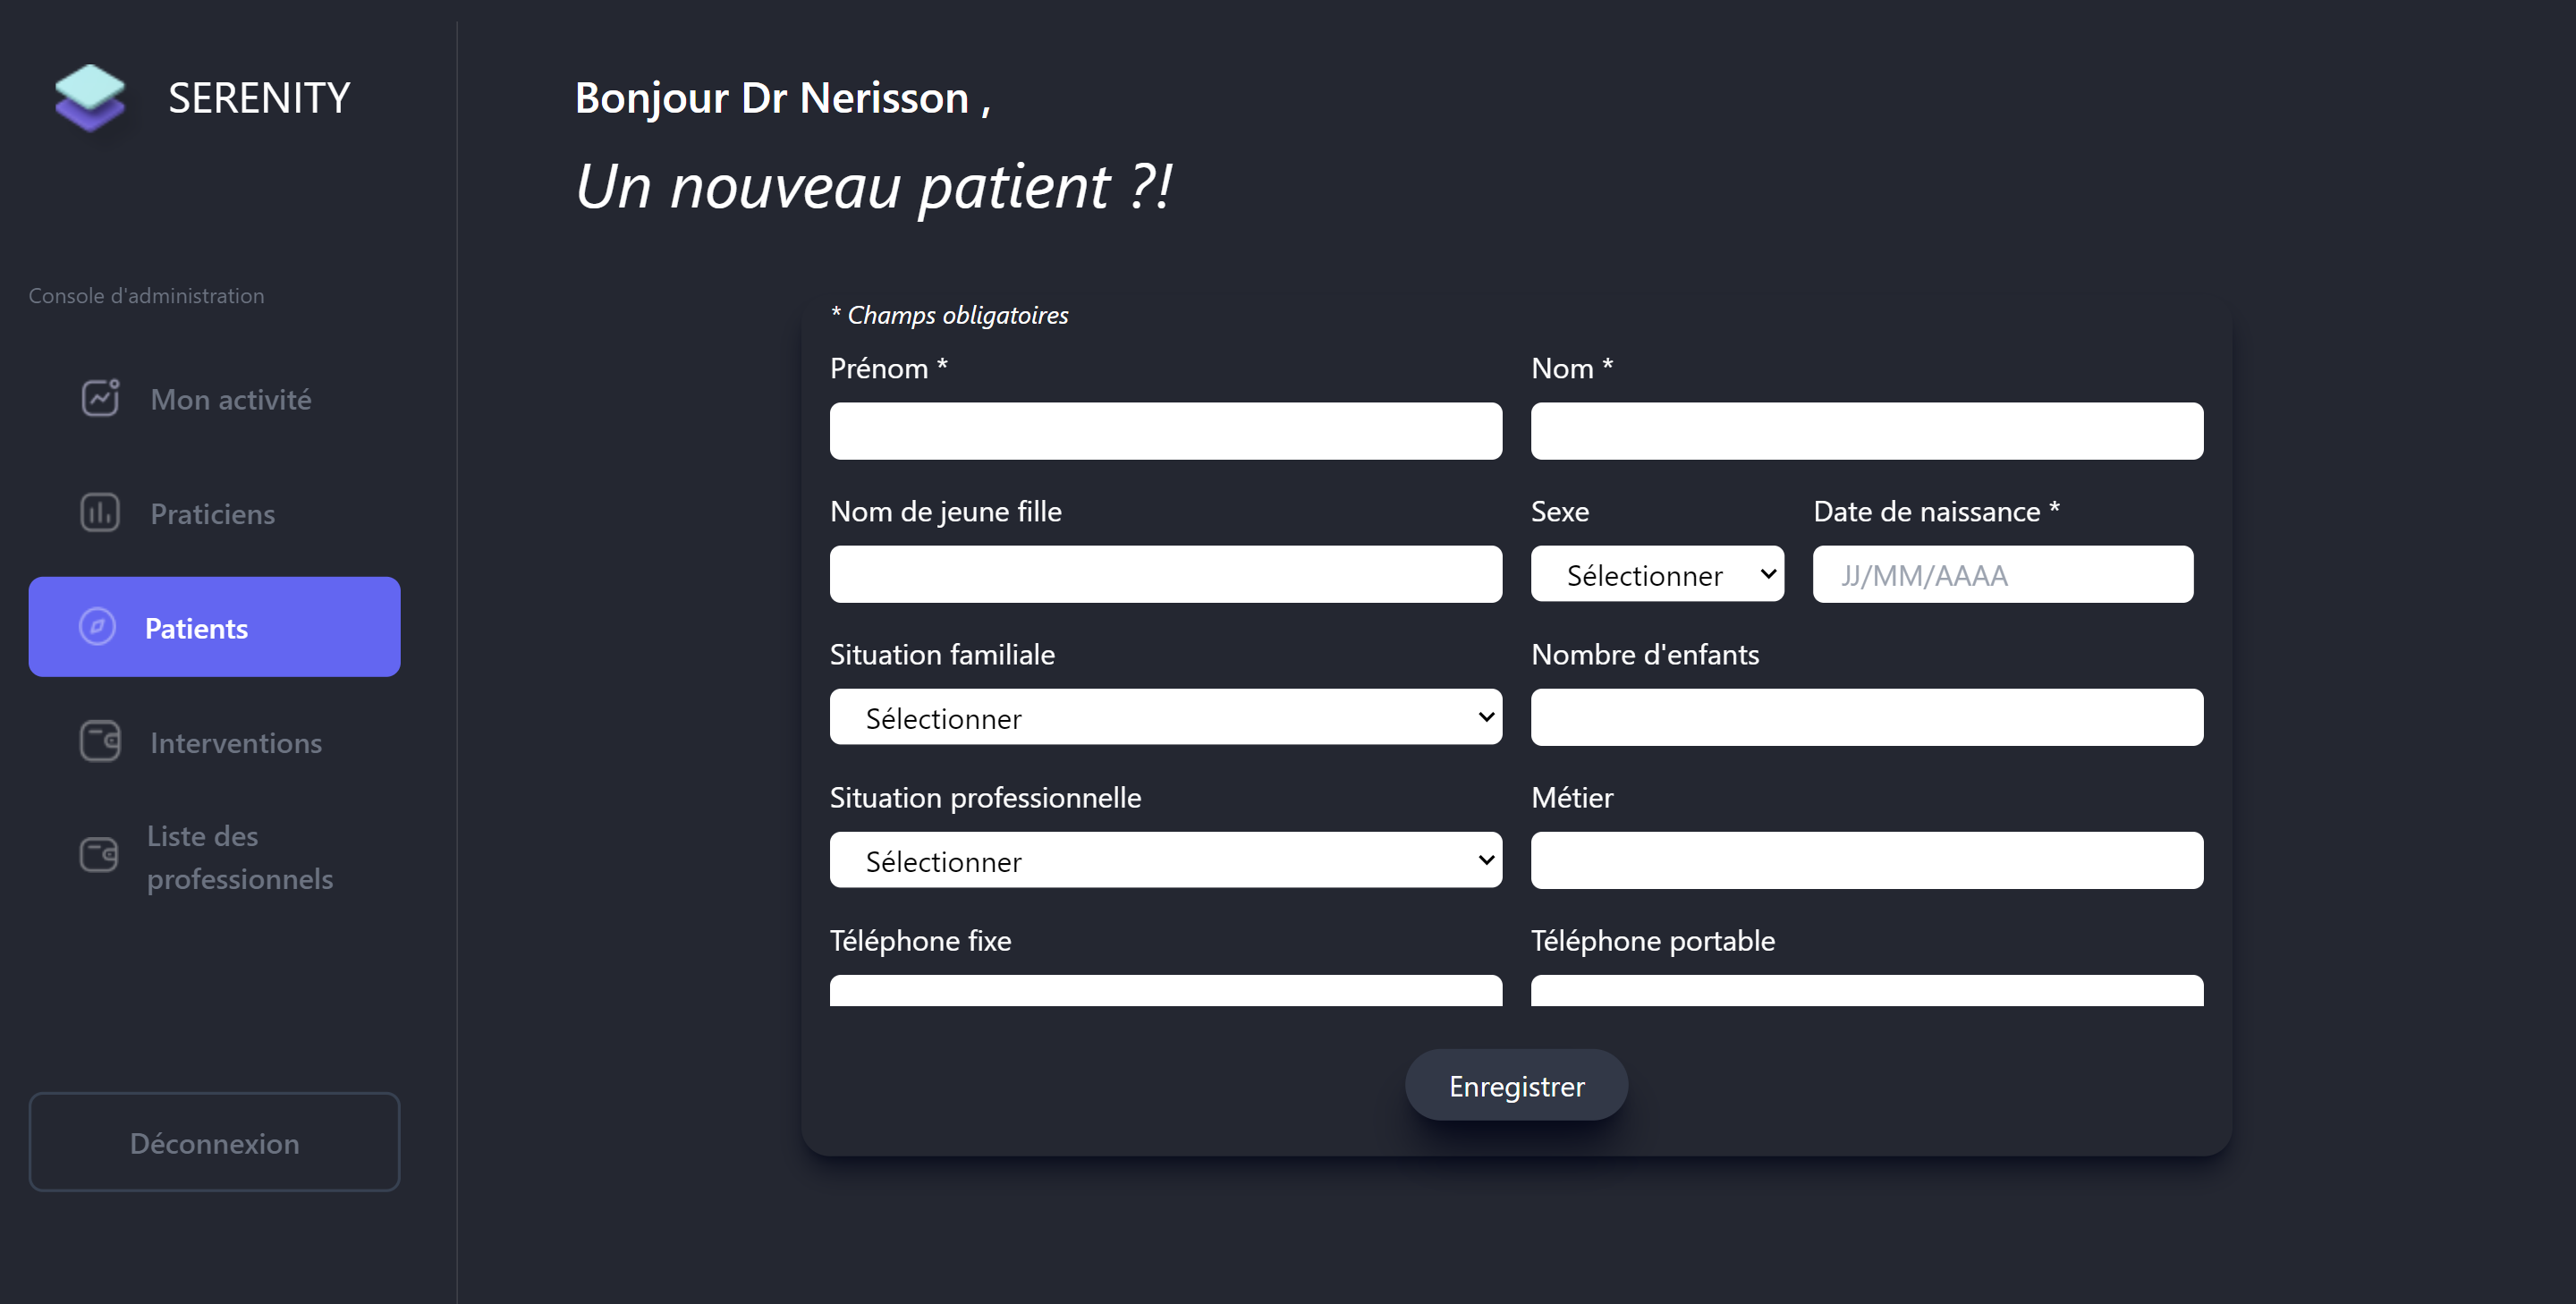 SERENITY
Console d'administration
Mon activité
Praticiens
Patients
Interventions
Liste des
professionnels
Déconnexion
Bonjour Dr Nerisson ,
Un nouveau patient ?!
* Champs obligatoires
Prénom *
Nom *
Nom de jeune fille
Sexe
Date de naissance *
Sélectionner
JJ/MM/AAAA
Situation familiale
Nombre d'enfants
Sélectionner
Situation professionnelle
Métier
Sélectionner
Téléphone fixe
Téléphone portable
Enregistrer